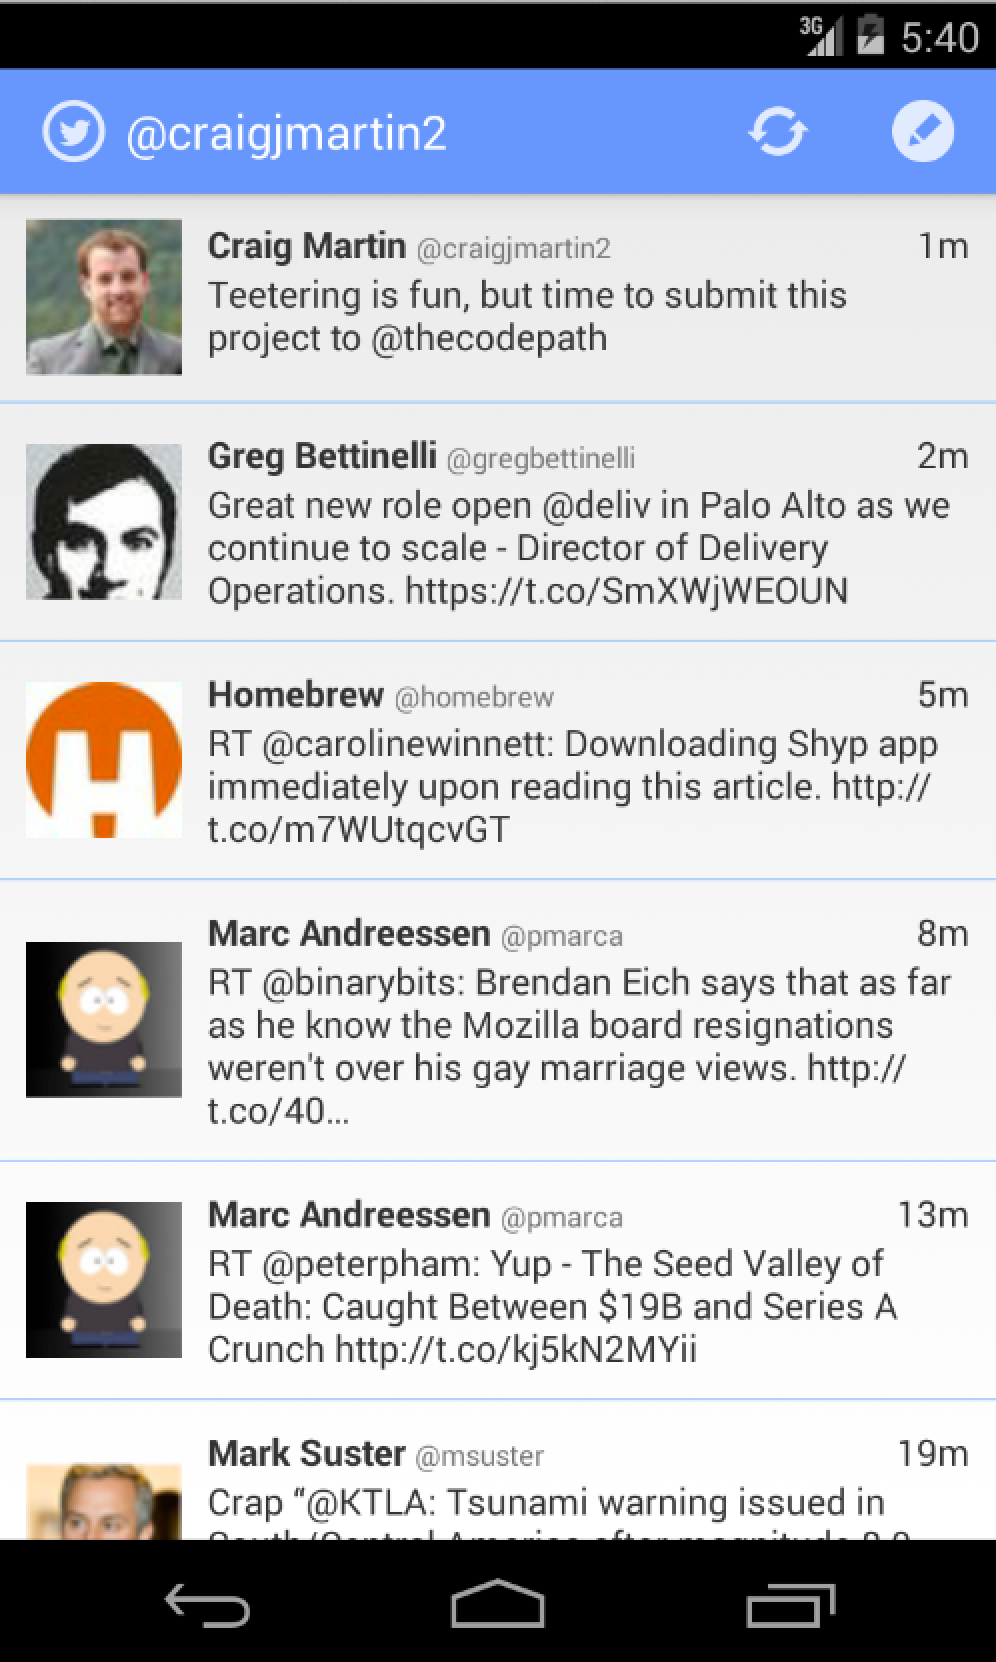 3G 5:40
@craigjmartin2
Craig Martin @craigjmartin2 1m
Teetering is fun, but time to submit this
project to @thecodepath
Greg Bettinelli @gregbettinelli 2m
Great new role open @deliv in Palo Alto as we
continue to scale - Director of Delivery
Operations. https://t.co/SmXWjWEOUN
H
Homebrew @homebrew 5m
RT @carolinewinnett: Downloading Shyp app
immediately upon reading this article. http://
t.co/m7WUtqcvGT
Marc Andreessen @pmarca 8m
RT @binarybits: Brendan Eich says that as far
as he know the Mozilla board resignations
weren't over his gay marriage views. http://
t.co/40…
Marc Andreessen @pmarca 13m
RT @peterpham: Yup - The Seed Valley of
Death: Caught Between $19B and Series A
Crunch http://t.co/kj5kN2MYii
Mark Suster @msuster 19m
Crap “@KTLA: Tsunami warning issued in
South/Central America after magnitude